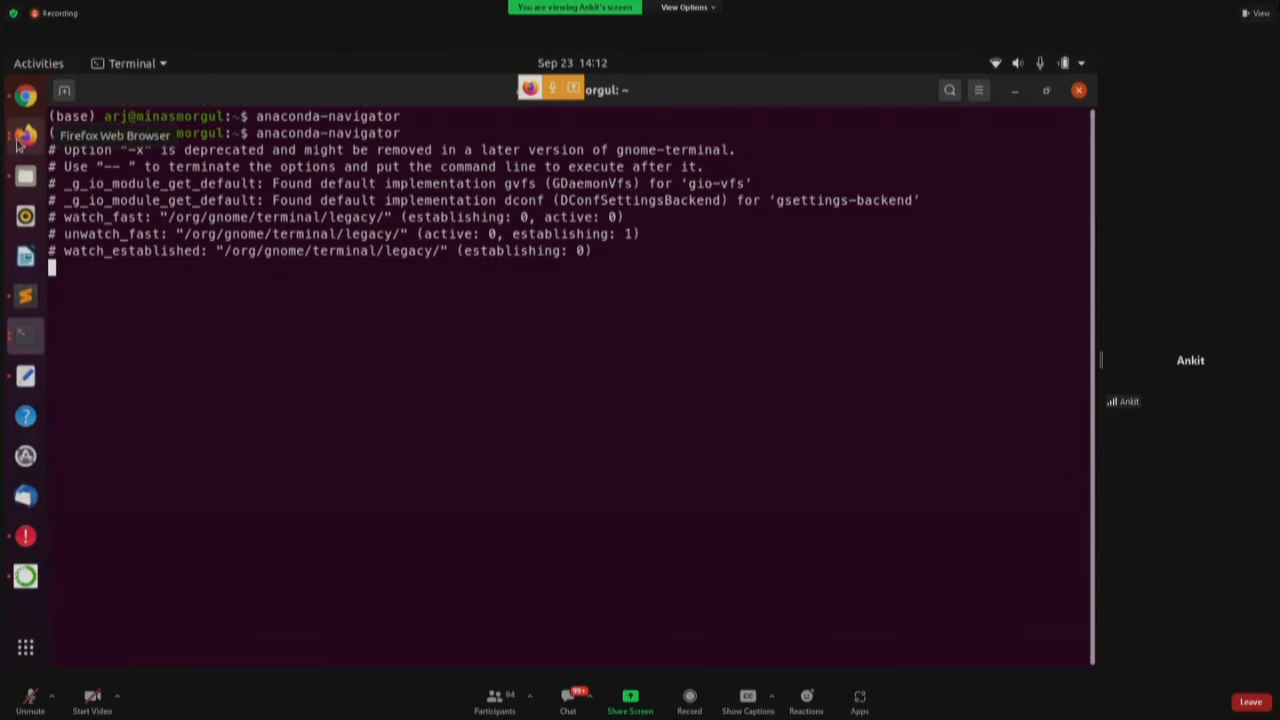 Recording
You are viewing Ankit's screen
View Options
View
Activities
Terminal
Sep 23 14:12
orgul: ~
(base) arj@minasmorgul:~$ anaconda-navigator
( morgul:~$ anaconda-navigator
Firefox Web Browser
# Option "-x" is deprecated and might be removed in a later version of gnome-terminal.
# Use "-- " to terminate the options and put the command line to execute after it.
# _g_io_module_get_default: Found default implementation gvfs (GDaemonVfs) for ‘gio-vfs’
# _g_io_module_get_default: Found default implementation dconf (DConfSettingsBackend) for ‘gsettings-backend’
# watch_fast: "/org/gnome/terminal/legacy/" (establishing: 0, active: 0)
# unwatch_fast: "/org/gnome/terminal/legacy/" (active: 0, establishing: 1)
# watch_established: "/org/gnome/terminal/legacy/" (establishing: 0)
Ankit
Ankit
Unmute
Start Video
94
Participants
99+
Chat
Share Screen
Record
CC
Show Captions
Reactions
Apps
Leave